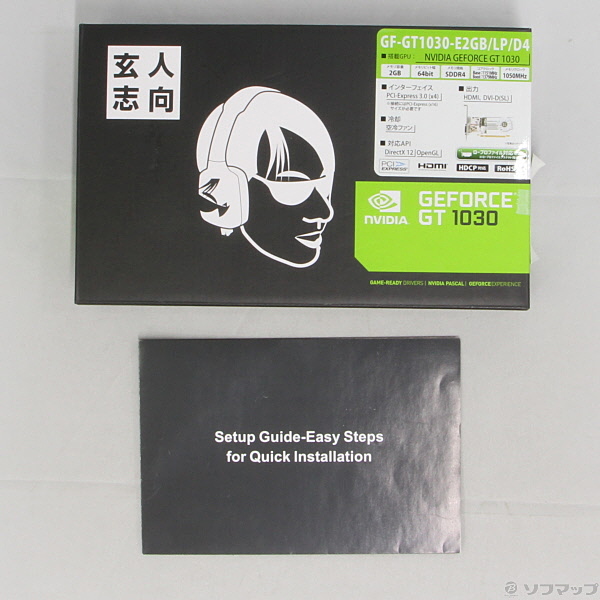 玄人
志向
GF-GT1030-E2GB/LP/D4
■搭載GPU: NVIDIA GEFORCE GT 1030
2GB
64bit
SDDR4
1050MHz
■インターフェイス
PCI-Express 3.0 (x4)
■出力
HDMI, DVI-D(SL)
■冷却
空冷ファン
■対応API
DirectX 12 OpenGL
PCI
EXPRESS
HDMI
HDCP 対応
RoHS
NVIDIA
GEFORCE
GT 1030
GAME-READY DRIVERS | NVIDIA PASCAL | GEFORCE EXPERIENCE
Setup Guide-Easy Steps
for Quick Installation
ソフマップ